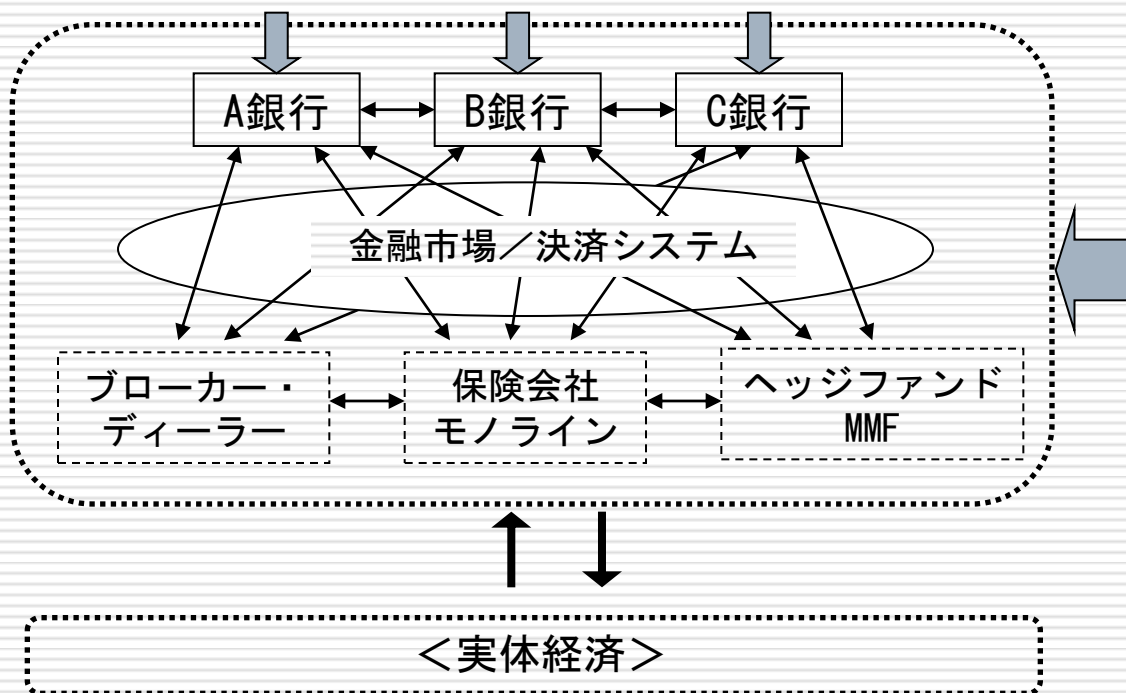 A銀行
B銀行
C銀行
金融市場／決済システム
ブローカー・
ディーラー
保険会社
モノライン
ヘッジファンド
MMF
＜実体経済＞